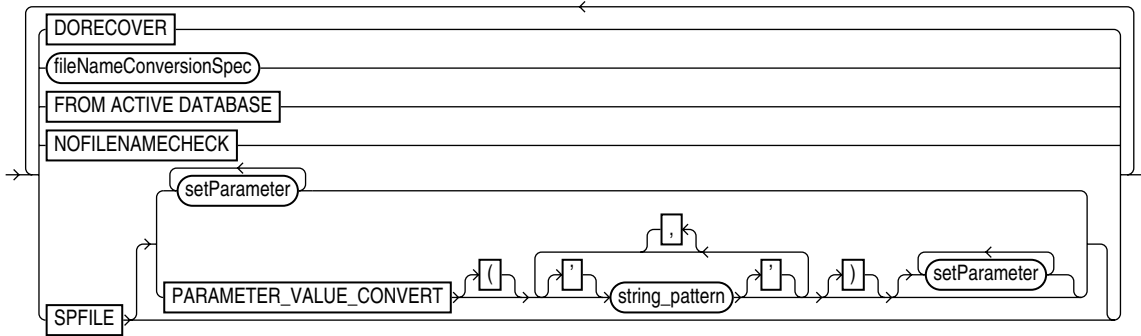 DORECOVER
fileNameConversionSpec
FROM ACTIVE DATABASE
NOFILENAMECHECK
setParameter
,
PARAMETER_VALUE_CONVERT ( ' string_pattern ' ) setParameter
SPFILE